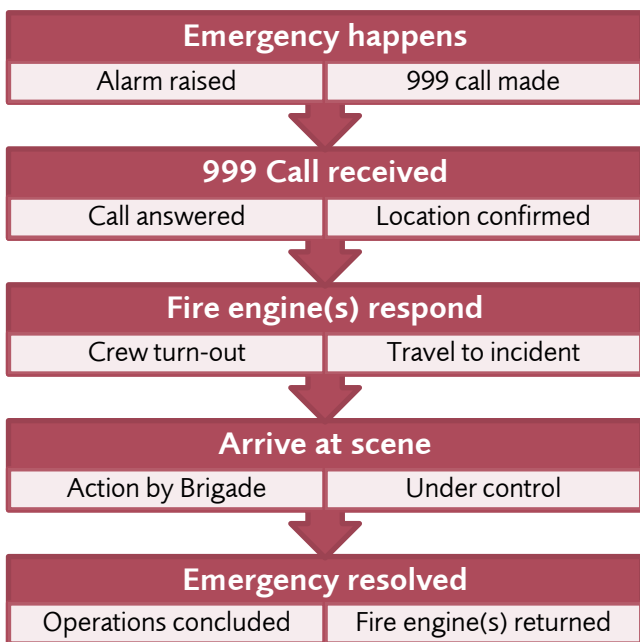 Emergency happens
Alarm raised 999 call made
999 Call received
Call answered Location confirmed
Fire engine(s) respond
Crew turn-out Travel to incident
Arrive at scene
Action by Brigade Under control
Emergency resolved
Operations concluded Fire engine(s) returned